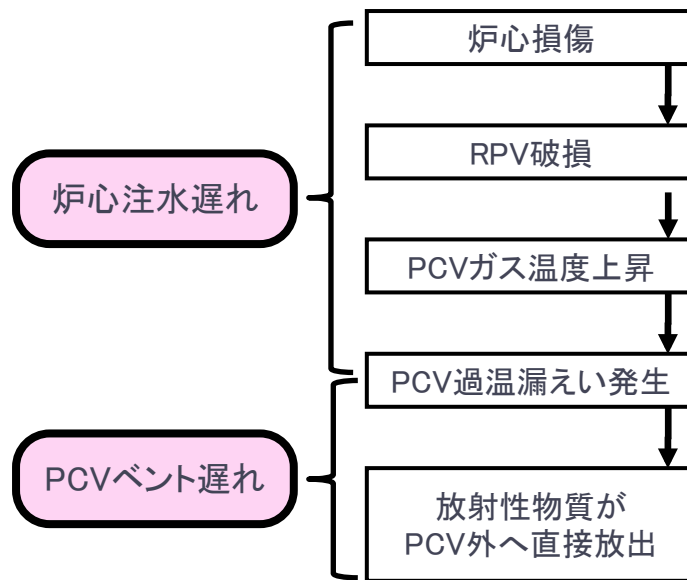 炉心損傷
RPV破損
炉心注水遅れ
PCVガス温度上昇
PCV過温漏えい発生
PCVベント遅れ
放射性物質が
PCV外へ直接放出